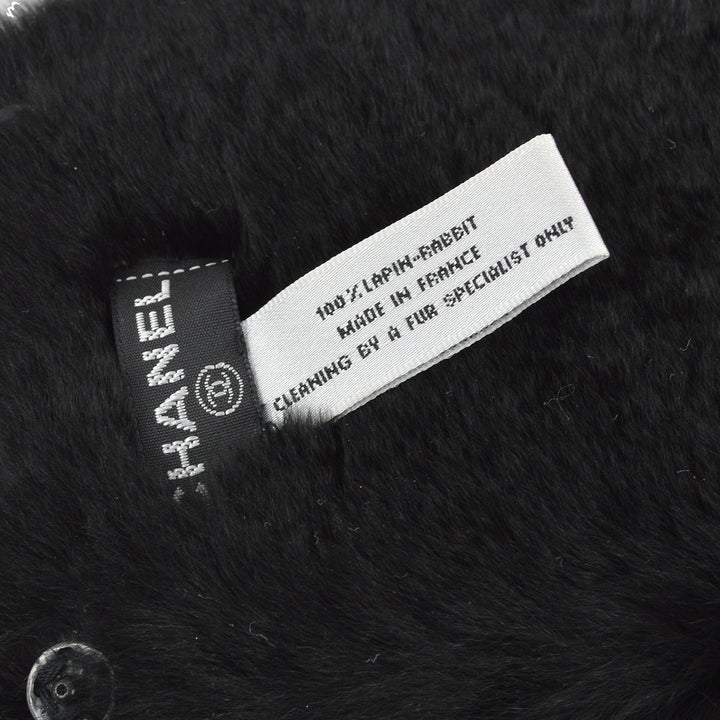 CHANEL
100% LAPIN-RABBIT
MADE IN FRANCE
CLEANING BY A FUR SPECIALIST ONLY